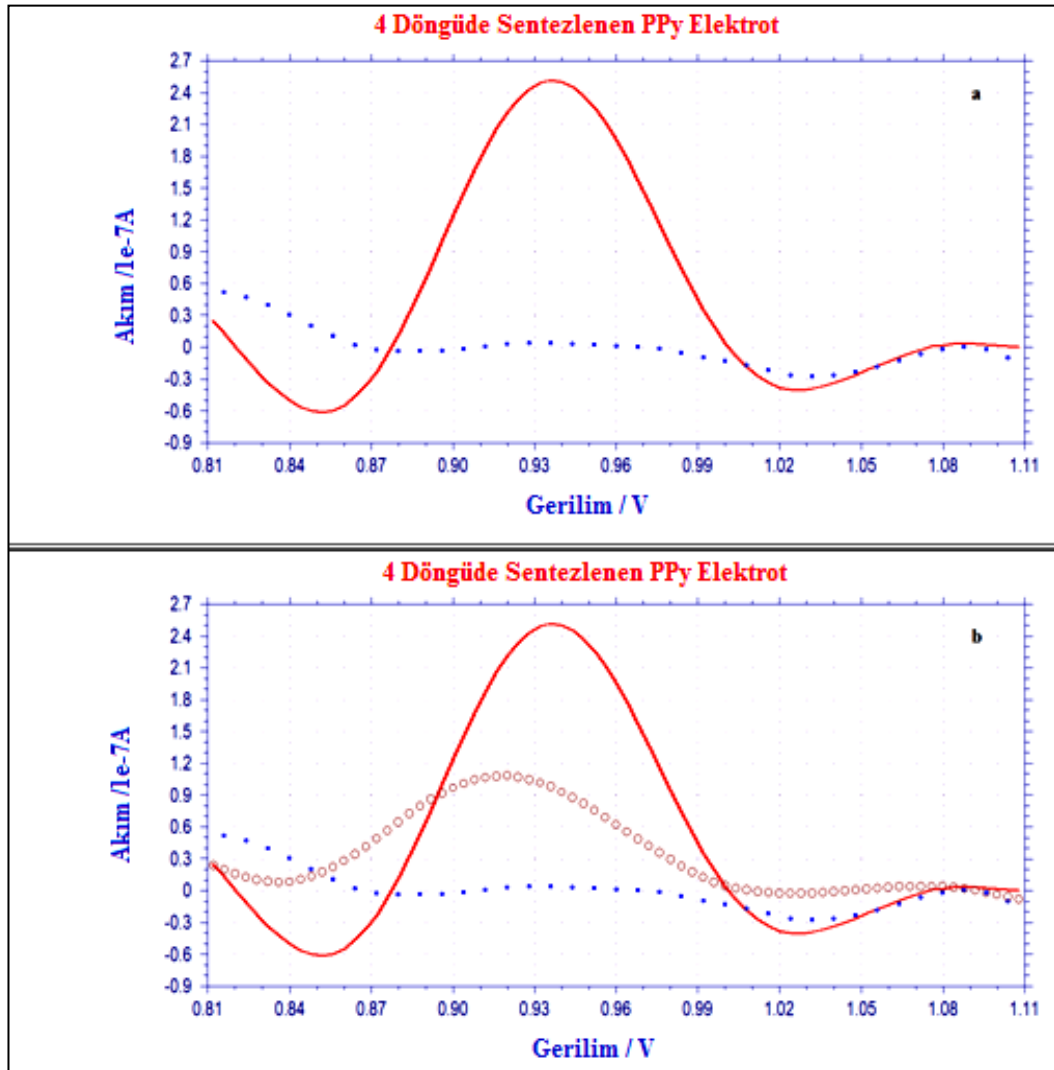 4 Döngüde Sentezlenen PPy Elektrot
a
2.7
2.4
2.1
1.8
1.5
1.2
0.9
0.6
0.3
0
-0.3
-0.6
-0.9
Akım /1e-7A
0.81 0.84 0.87 0.90 0.93 0.96 0.99 1.02 1.05 1.08 1.11
Gerilim / V
4 Döngüde Sentezlenen PPy Elektrot
b
2.7
2.4
2.1
1.8
1.5
1.2
0.9
0.6
0.3
0
-0.3
-0.6
-0.9
Akım /1e-7A
0.81 0.84 0.87 0.90 0.93 0.96 0.99 1.02 1.05 1.08 1.11
Gerilim / V